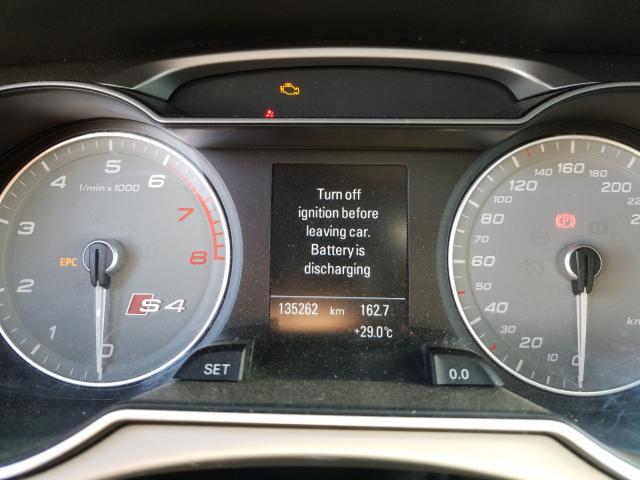 Turn off
ignition before
leaving car.
Battery is
discharging
135262 km 162.7
+29.0°C
1/min x 1000
0
1
2
3
4
5
6
7
8
EPC
S4
SET
0
10
20
30
40
50
60
70
80
100
120
140
160
180
200
P
km
0.0